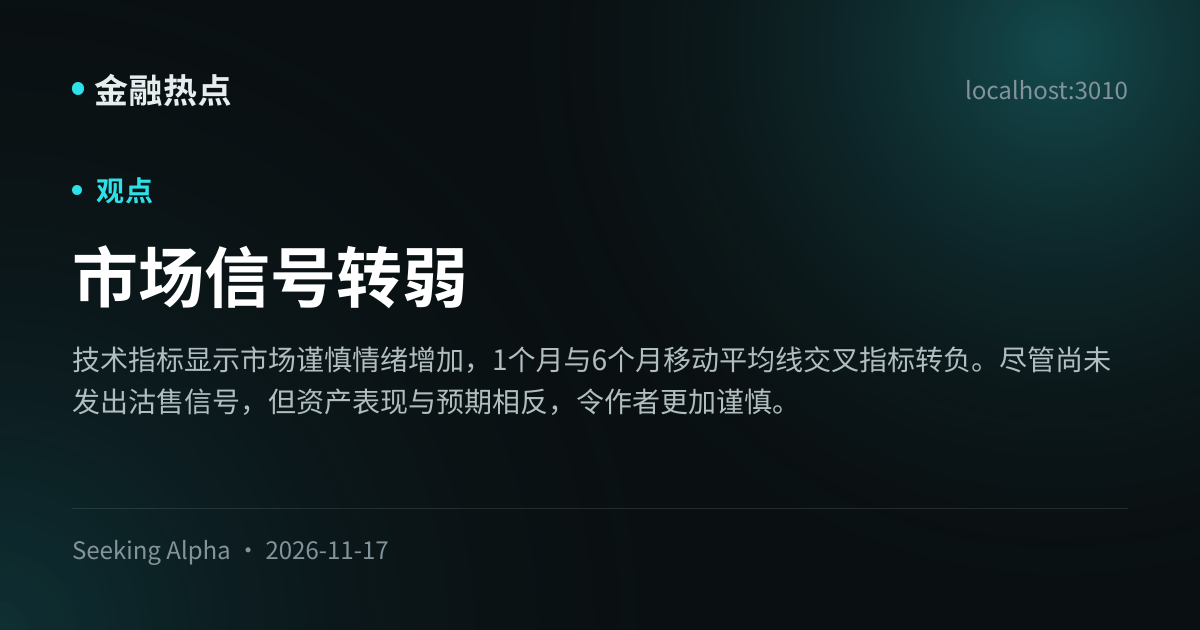 金融热点
localhost:3010
观点
市场信号转弱
技术指标显示市场谨慎情绪增加，1个月与6个月移动平均线交叉指标转负。尽管尚未
发出沽售信号，但资产表现与预期相反，令作者更加谨慎。
Seeking Alpha · 2026-11-17